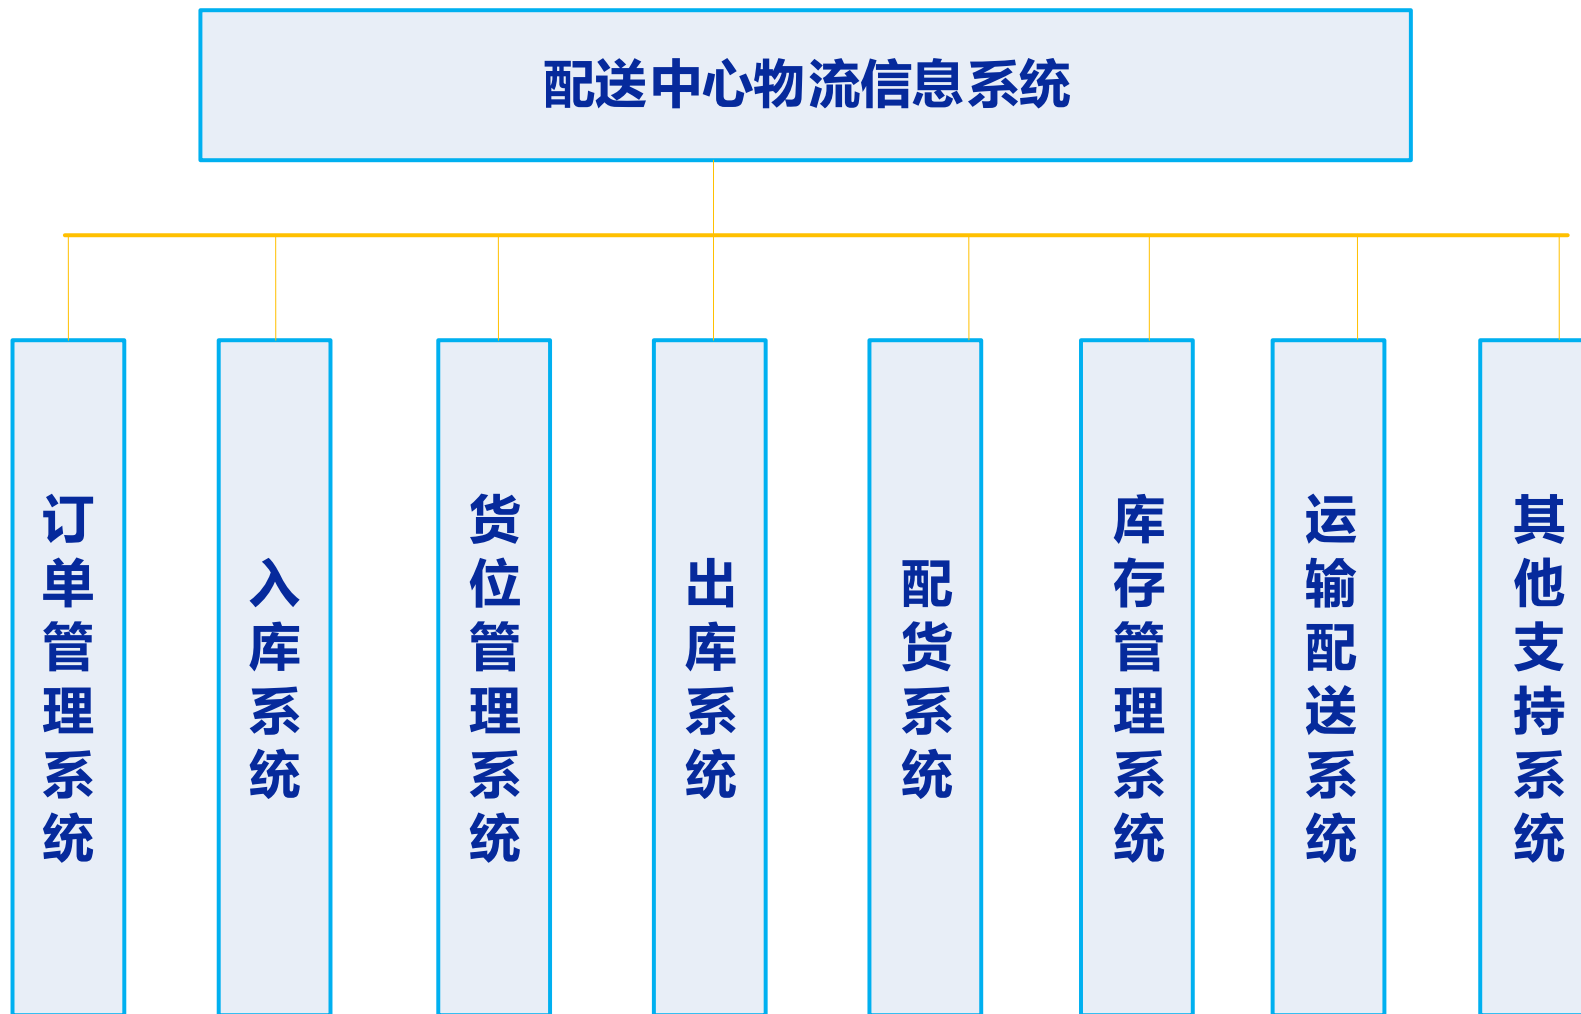 配送中心物流信息系统
订单管理系统
入库系统
货位管理系统
出库系统
配货系统
库存管理系统
运输配送系统
其他支持系统